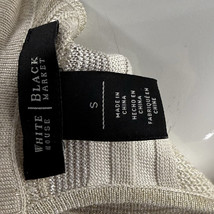 WHITE | BLACK
HOUSE | MARKET
S
MADE IN
CHINA
HECHO EN
CHINA
FABRIQUÉ EN
CHINE